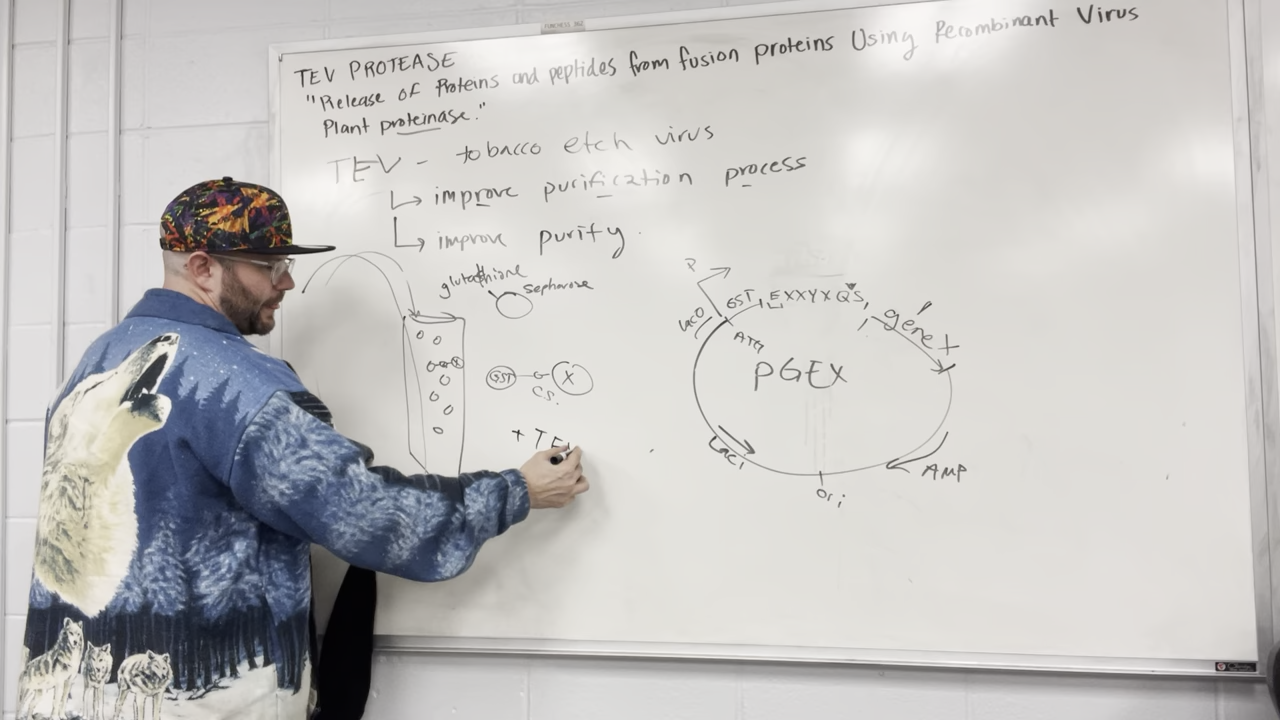 TEV PROTEASE
"Release of Proteins and peptides from fusion proteins Using Recombinant Virus
Plant proteinase."
TEV - tobacco etch virus
↳ improve purification process
↳ improve purity.
glutathione
sepharose
GST
X
C.S.
+ TE
P
lacO
GST
EXXYXQS
gene X
ATG
PGEX
Laci
AMP
Ori